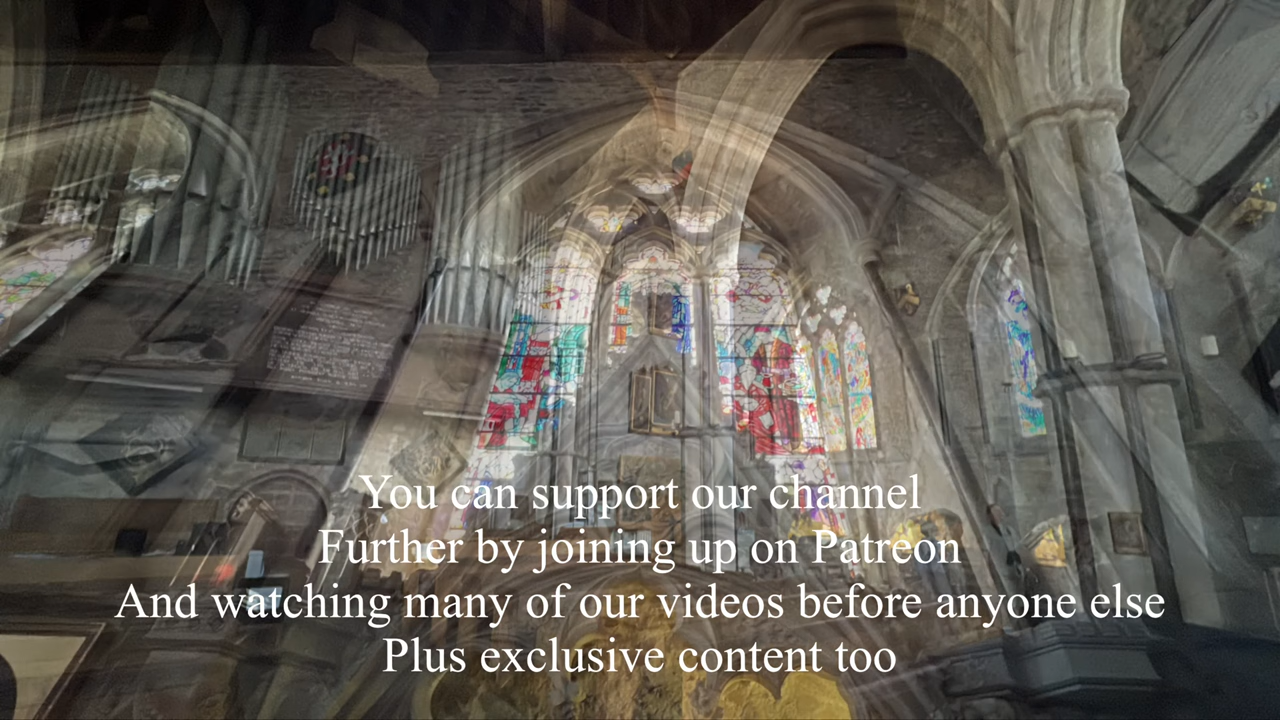 You can support our channel
Further by joining up on Patreon
And watching many of our videos before anyone else
Plus exclusive content too